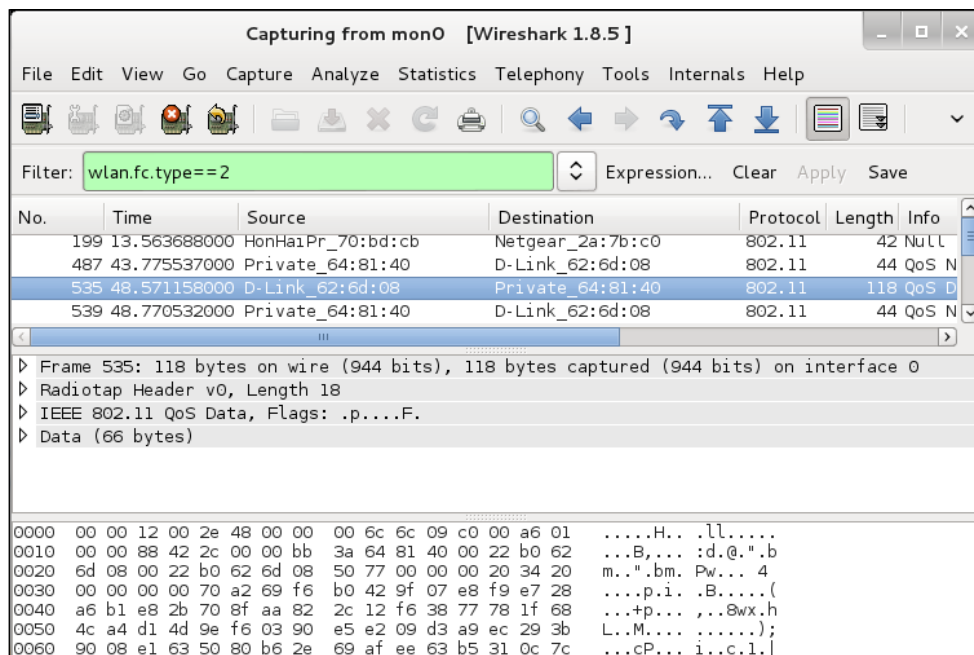 Capturing from mon0 [Wireshark 1.8.5 ]
File Edit View Go Capture Analyze Statistics Telephony Tools Internals Help
Filter: wlan.fc.type==2 Expression... Clear Apply Save
No. Time Source Destination Protocol Length Info
199 13.563688000 HonHaiPr_70:bd:cb Netgear_2a:7b:c0 802.11 42 Null
487 43.775537000 Private_64:81:40 D-Link_62:6d:08 802.11 44 QoS N
535 48.571158000 D-Link_62:6d:08 Private_64:81:40 802.11 118 QoS D
539 48.770532000 Private_64:81:40 D-Link_62:6d:08 802.11 44 QoS N
Frame 535: 118 bytes on wire (944 bits), 118 bytes captured (944 bits) on interface 0
Radiotap Header v0, Length 18
IEEE 802.11 QoS Data, Flags: .p....F.
Data (66 bytes)
0000 00 00 12 00 2e 48 00 00 00 6c 6c 09 c0 00 a6 01 .....H.. .ll.....
0010 00 00 88 42 2c 00 00 bb 3a 64 81 40 00 22 b0 62 ...B,... :d.@.".b
0020 6d 08 00 22 b0 62 6d 08 50 77 00 00 00 20 34 20 m..".bm. Pw... 4
0030 00 00 00 00 70 a2 69 f6 b0 42 9f 07 e8 f9 e7 28 ....p.i. .B.....(
0040 a6 b1 e8 2b 70 8f aa 82 2c 12 f6 38 77 78 1f 68 ...+p... ,..8wx.h
0050 4c a4 d1 4d 9e f6 03 90 e5 e2 09 d3 a9 ec 29 3b L..M.... ......);
0060 90 08 e1 63 50 80 b6 2e 69 af ee 63 b5 31 0c 7c ...cP... i..c.1.|